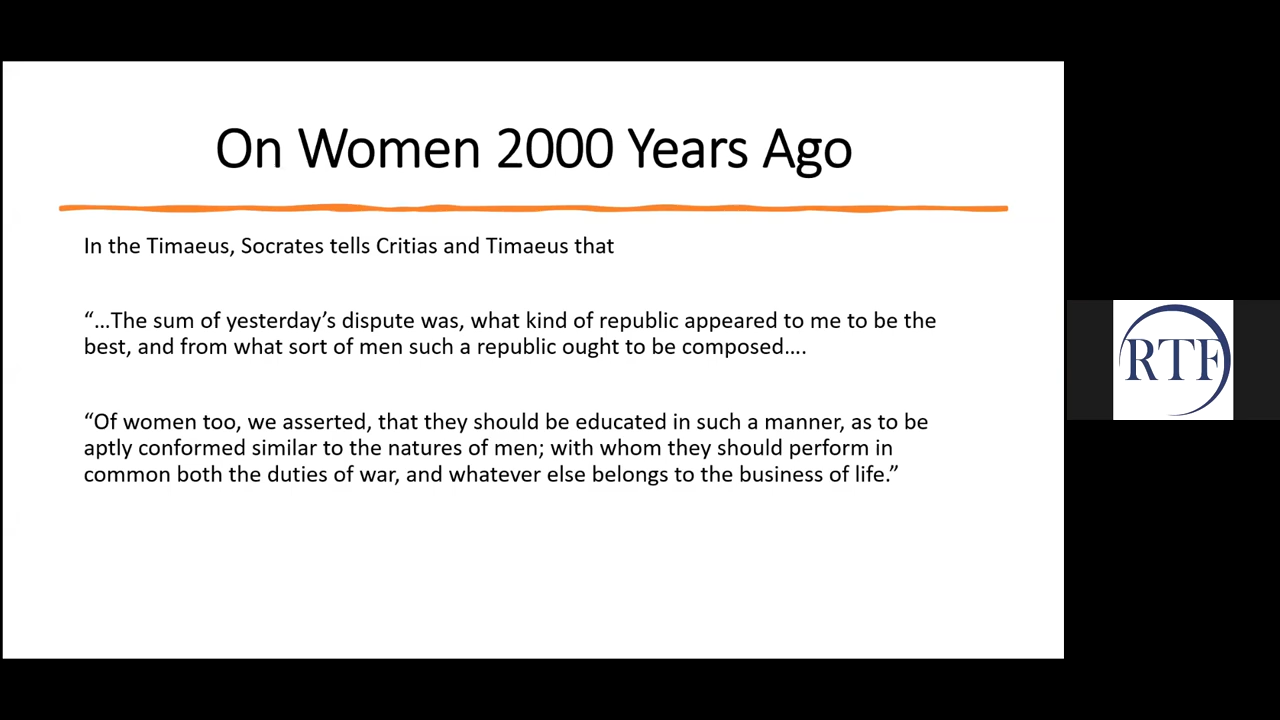 On Women 2000 Years Ago
In the Timaeus, Socrates tells Critias and Timaeus that
“…The sum of yesterday’s dispute was, what kind of republic appeared to me to be the
best, and from what sort of men such a republic ought to be composed….
“Of women too, we asserted, that they should be educated in such a manner, as to be
aptly conformed similar to the natures of men; with whom they should perform in
common both the duties of war, and whatever else belongs to the business of life.”
RTF